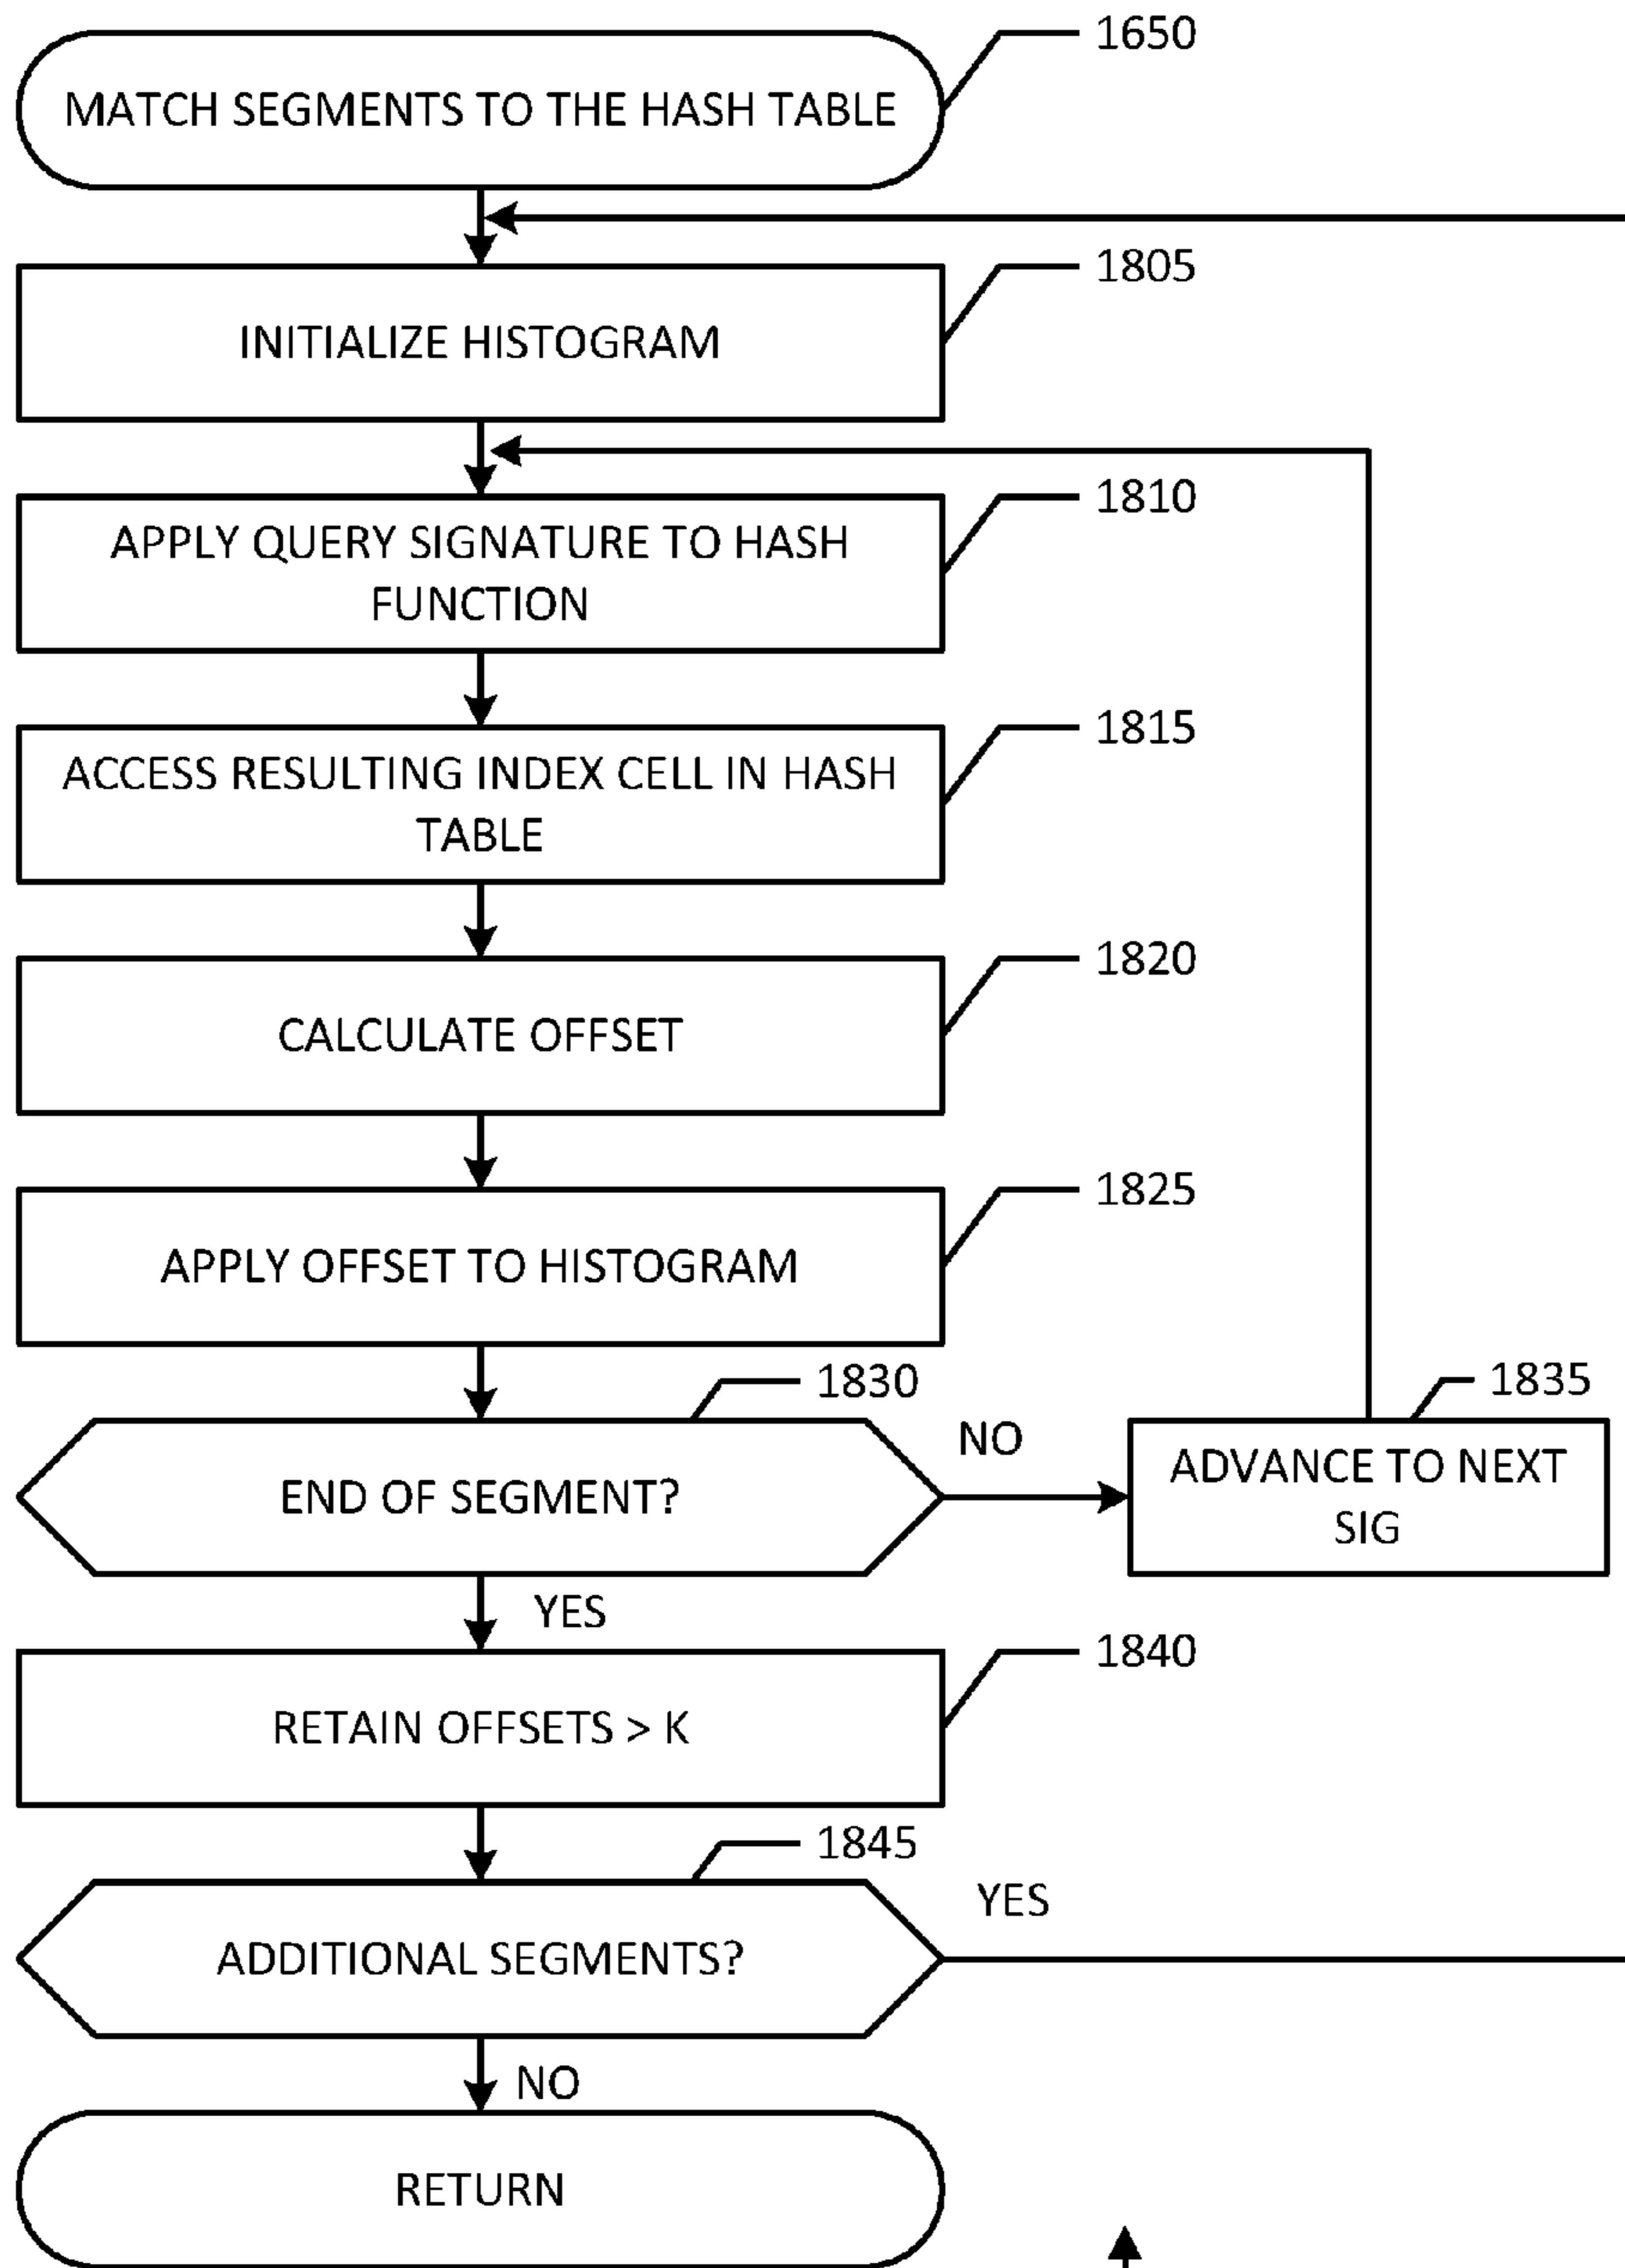 1650
MATCH SEGMENTS TO THE HASH TABLE
1805
INITIALIZE HISTOGRAM
1810
APPLY QUERY SIGNATURE TO HASH
FUNCTION
1815
ACCESS RESULTING INDEX CELL IN HASH
TABLE
1820
CALCULATE OFFSET
1825
APPLY OFFSET TO HISTOGRAM
1830
END OF SEGMENT?
NO
1835
ADVANCE TO NEXT
SIG
YES
1840
RETAIN OFFSETS > K
1845
ADDITIONAL SEGMENTS?
YES
NO
RETURN